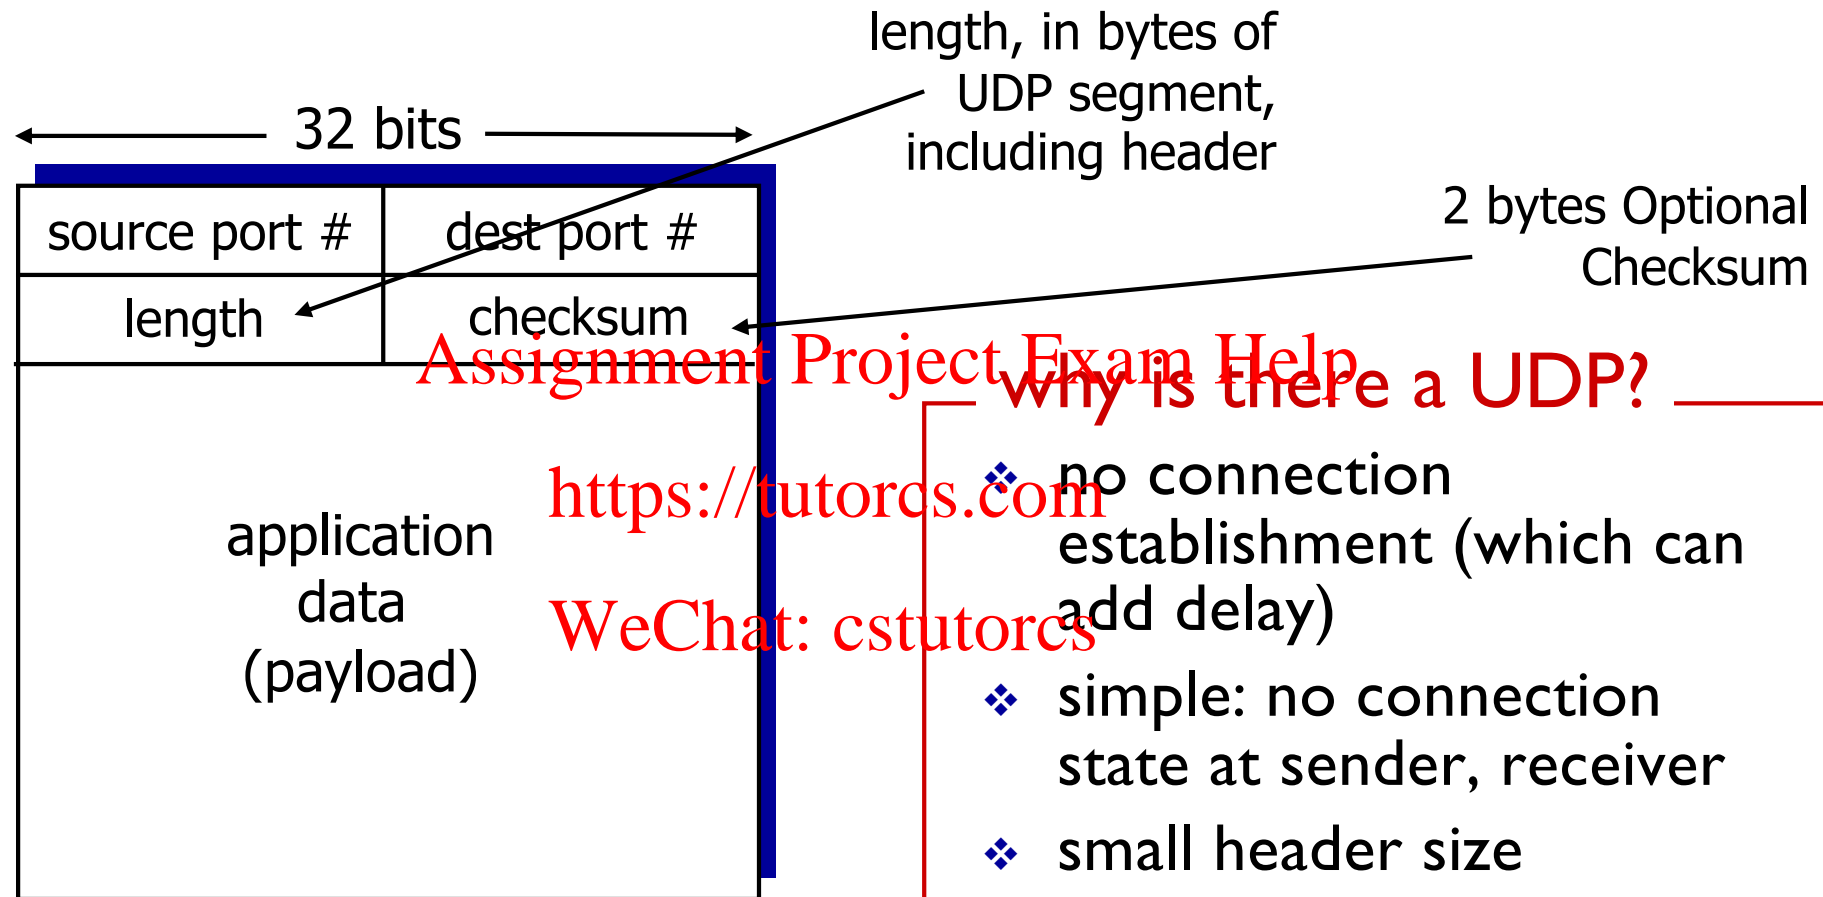 length, in bytes of
UDP segment,
including header
32 bits
2 bytes Optional
Checksum
source port #
dest port #
length
checksum
Assignment Project Exam Help
why is there a UDP?
https://tutorcs.com
WeChat: cstutorcs
application
data
(payload)
❖ no connection
establishment (which can
add delay)
❖ simple: no connection
state at sender, receiver
❖ small header size